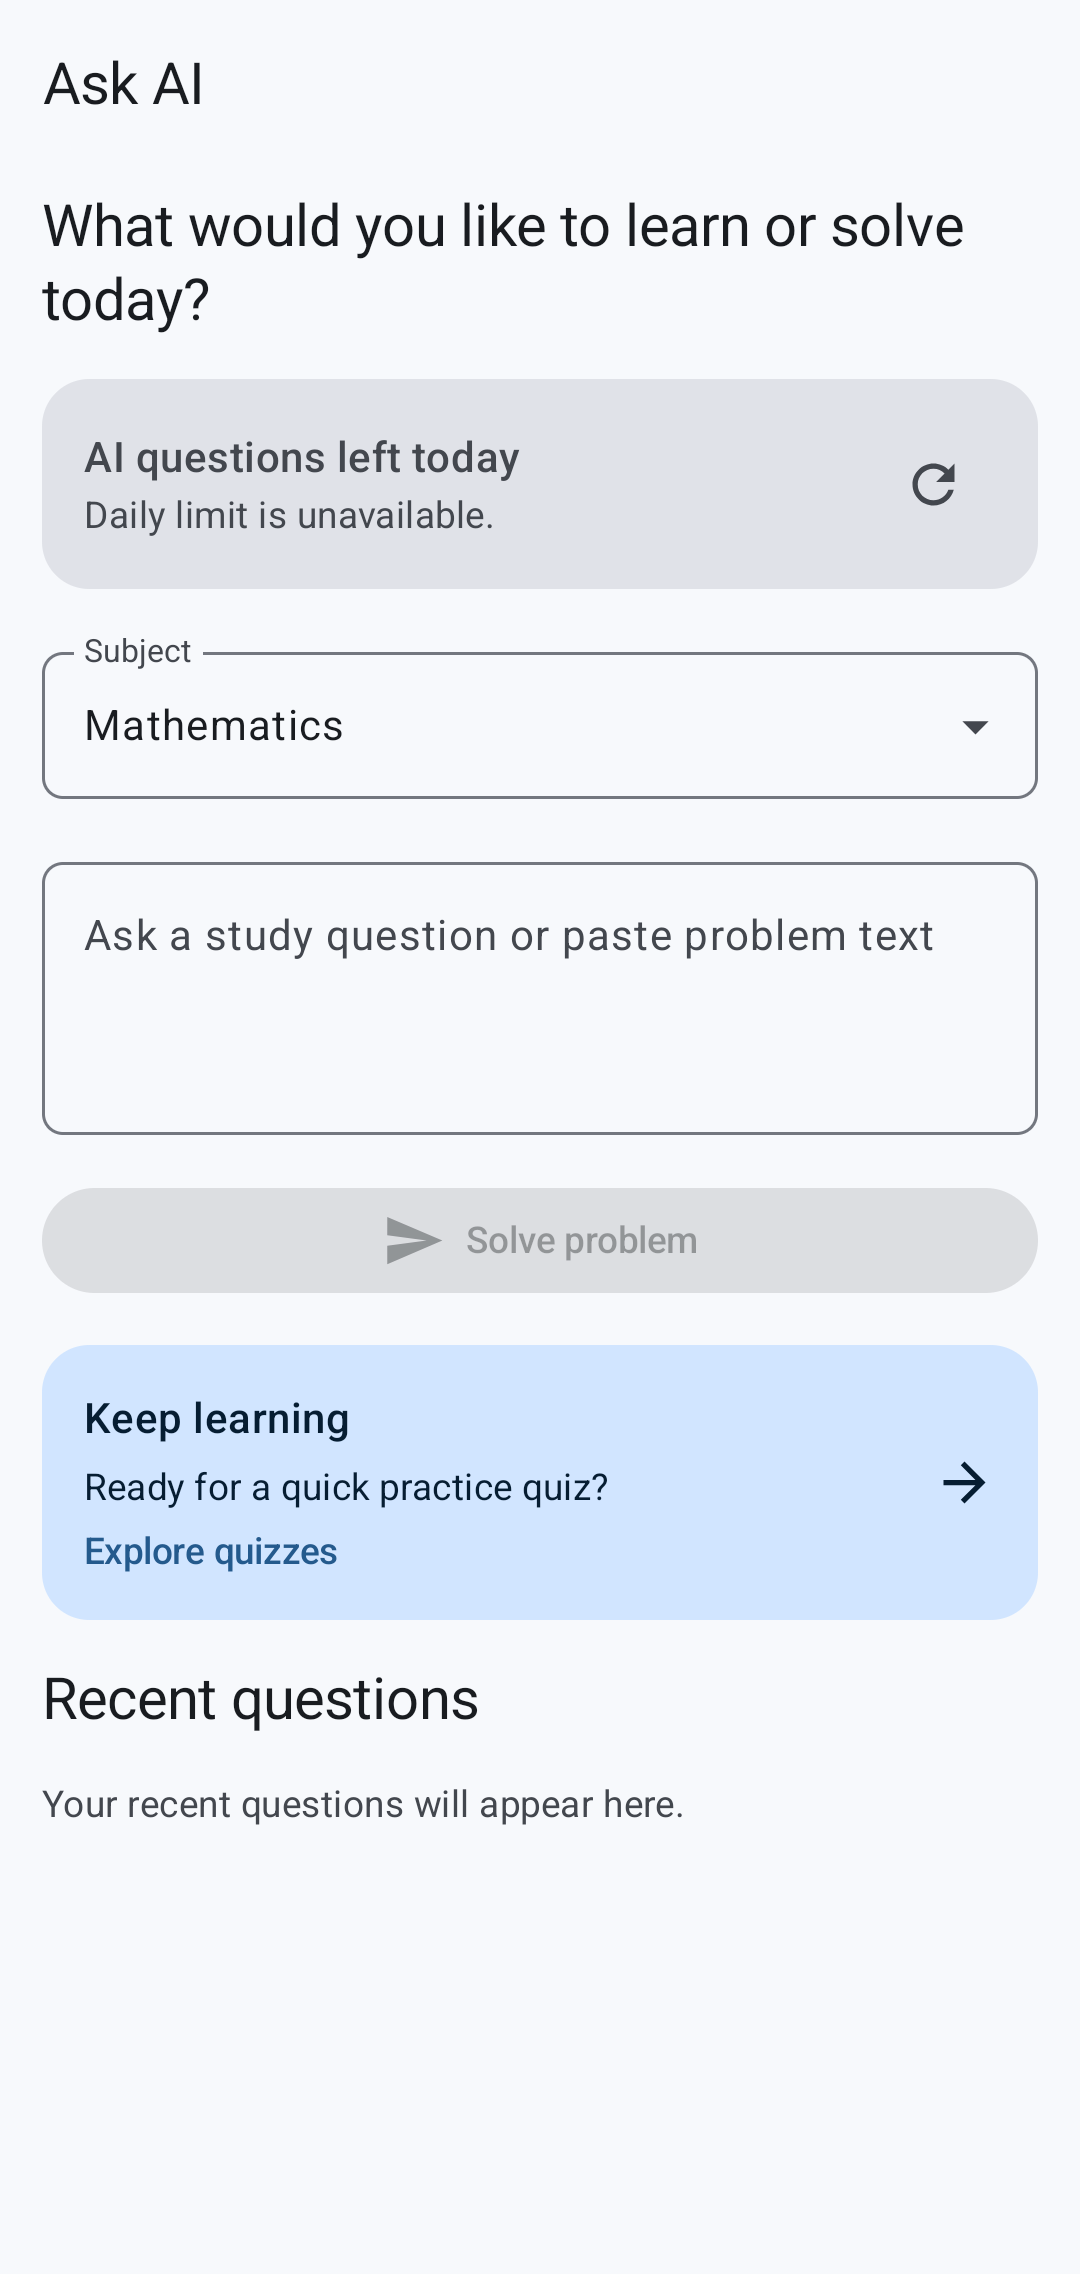 Ask AI
What would you like to learn or solve
today?
AI questions left today
Daily limit is unavailable.
Subject
Mathematics
Ask a study question or paste problem text
Solve problem
Keep learning
Ready for a quick practice quiz?
Explore quizzes
Recent questions
Your recent questions will appear here.